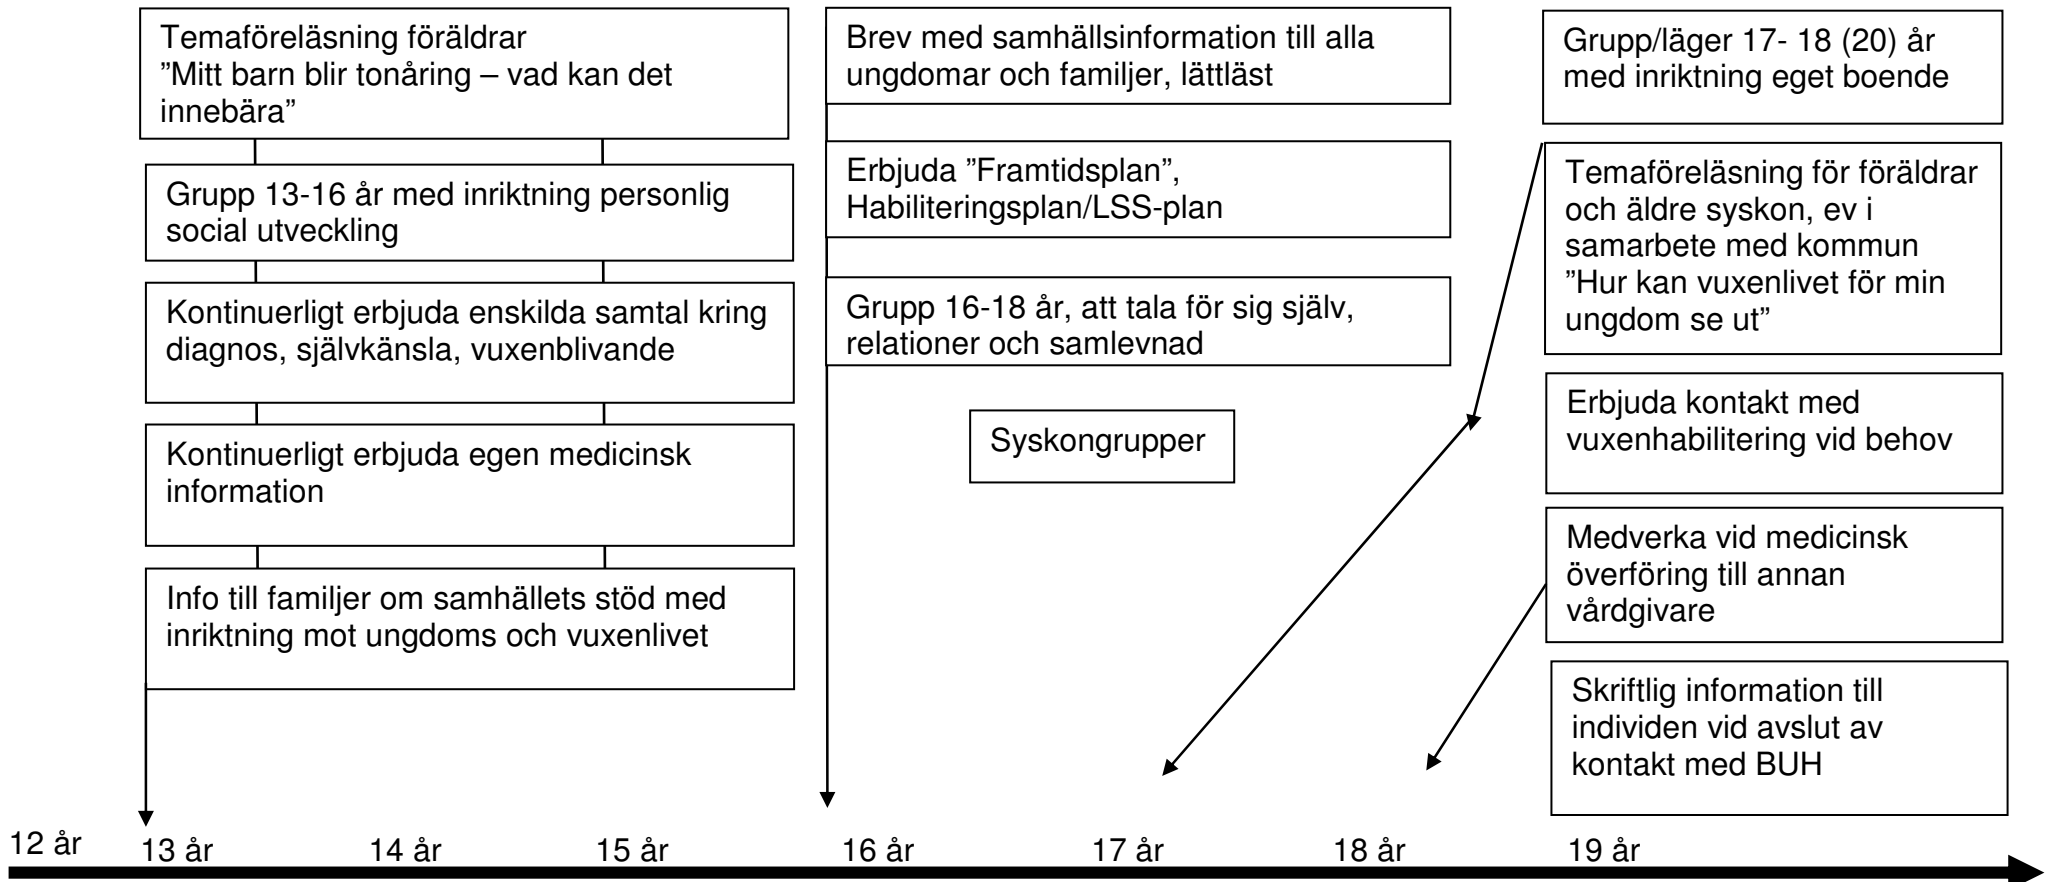 Temaföreläsning föräldrar
”Mitt barn blir tonåring – vad kan det
innebära”
Grupp 13-16 år med inriktning personlig
social utveckling
Kontinuerligt erbjuda enskilda samtal kring
diagnos, självkänsla, vuxenblivande
Kontinuerligt erbjuda egen medicinsk
information
Info till familjer om samhällets stöd med
inriktning mot ungdoms och vuxenlivet
Brev med samhällsinformation till alla
ungdomar och familjer, lättläst
Erbjuda ”Framtidsplan”,
Habiliteringsplan/LSS-plan
Grupp 16-18 år, att tala för sig själv,
relationer och samlevnad
Syskongrupper
Grupp/läger 17- 18 (20) år
med inriktning eget boende
Temaföreläsning för föräldrar
och äldre syskon, ev i
samarbete med kommun
”Hur kan vuxenlivet för min
ungdom se ut”
Erbjuda kontakt med
vuxenhabilitering vid behov
Medverka vid medicinsk
överföring till annan
vårdgivare
Skriftlig information till
individen vid avslut av
kontakt med BUH
12 år 13 år 14 år 15 år 16 år 17 år 18 år 19 år